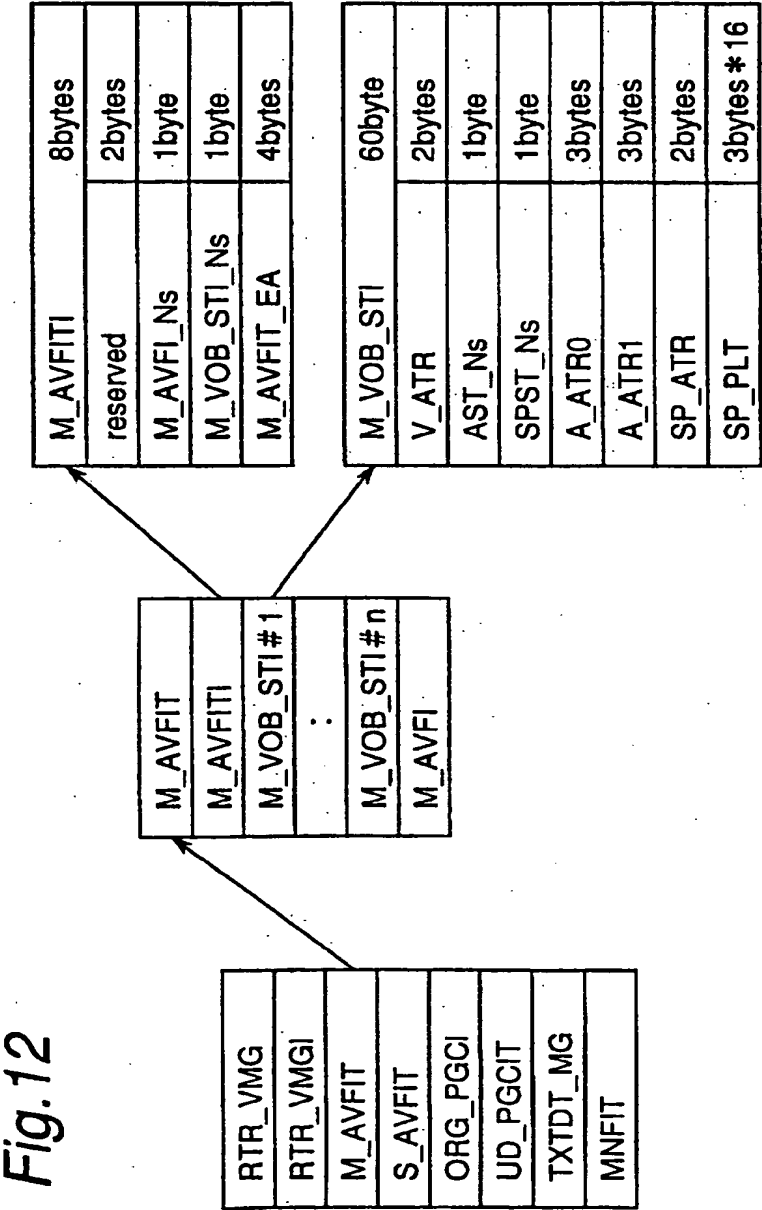 Fig.12
RTR_VMG
RTR_VMGI
M_AVFIT
S_AVFIT
ORG_PGCI
UD_PGCIT
TXTDT_MG
MNFIT
M_AVFIT
M_AVFITI
M_VOB_STI#1
:
M_VOB_STI#n
M_AVFI
M_AVFITI 8bytes
reserved 2bytes
M_AVFI_Ns 1byte
M_VOB_STI_Ns 1byte
M_AVFIT_EA 4bytes
M_VOB_STI 60byte
V_ATR 2bytes
AST_Ns 1byte
SPST_Ns 1byte
A_ATR0 3bytes
A_ATR1 3bytes
SP_ATR 2bytes
SP_PLT 3bytes*16